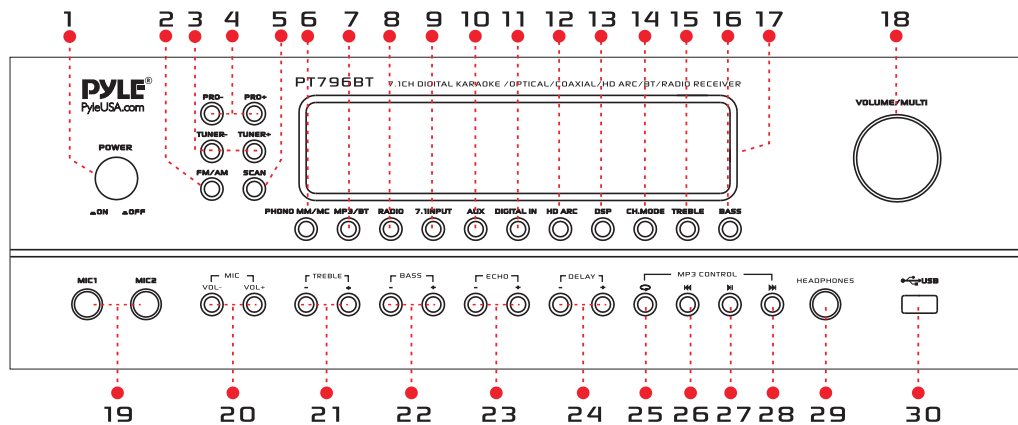 1 2 3 4 5 6 7 8 9 10 11 12 13 14 15 16 17 18
PYLE®
PyleUSA.com
PT796BT 7.1CH DIGITAL KARAOKE /OPTICAL/COAXIAL/HD ARC/BT/RADIO RECEIVER
PRO- PRO+
TUNER- TUNER+
FM/AM SCAN
POWER
ON OFF
VOLUME/MULTI
PHONO MM/MC MP3/BT RADIO 7.1INPUT AUX DIGITAL IN HD ARC DSP CH.MODE TREBLE BASS
MIC1 MIC2
MIC TREBLE BASS ECHO DELAY MP3 CONTROL
VOL- VOL+ - + - + - + - +
HEADPHONES
USB
19 20 21 22 23 24 25 26 27 28 29 30